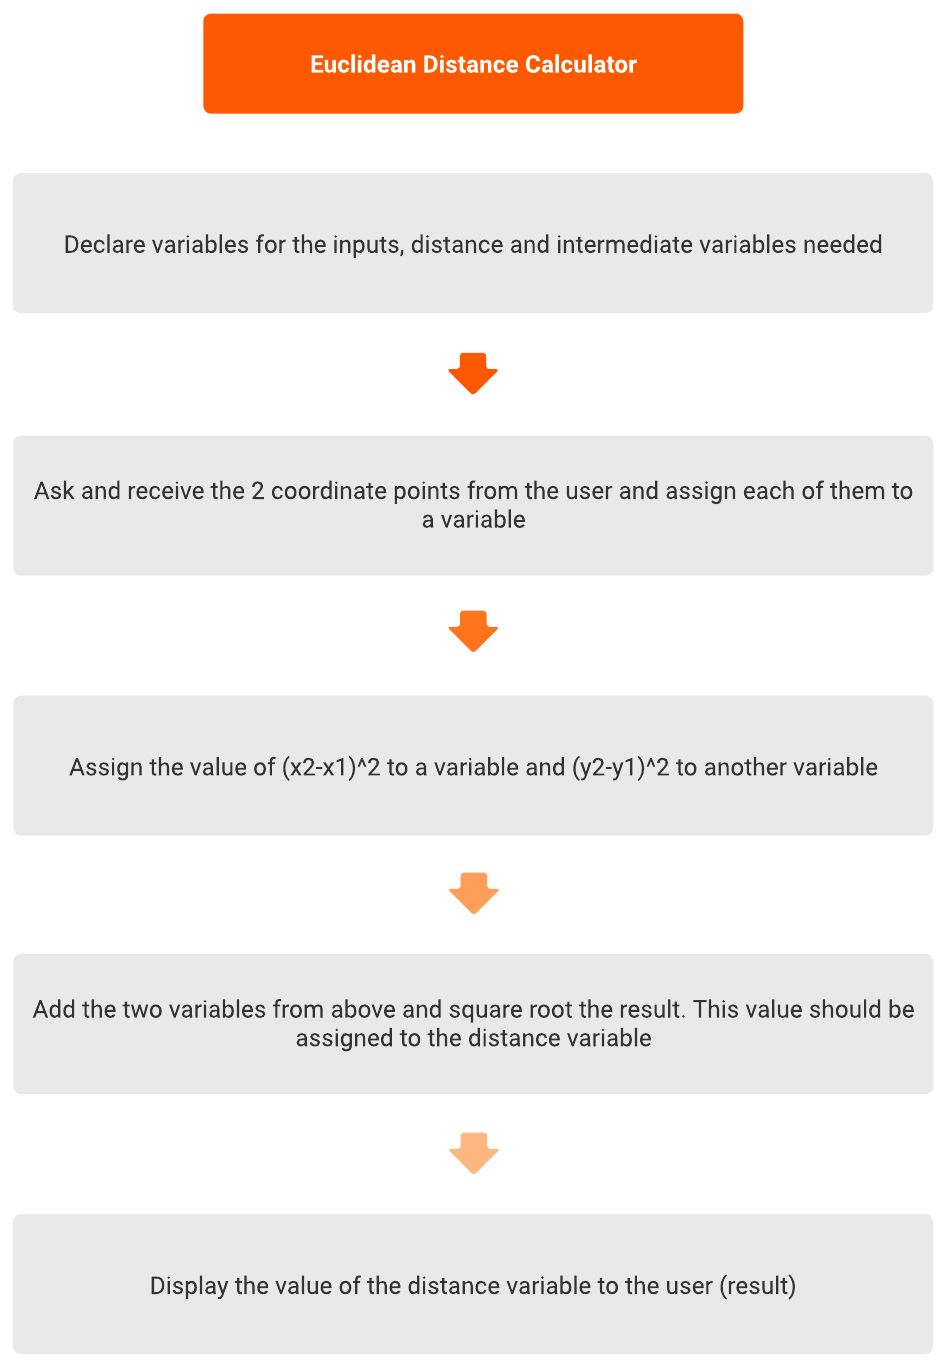 Euclidean Distance Calculator
Declare variables for the inputs, distance and intermediate variables needed
Ask and receive the 2 coordinate points from the user and assign each of them to
a variable
Assign the value of (x2-x1)^2 to a variable and (y2-y1)^2 to another variable
Add the two variables from above and square root the result. This value should be
assigned to the distance variable
Display the value of the distance variable to the user (result)